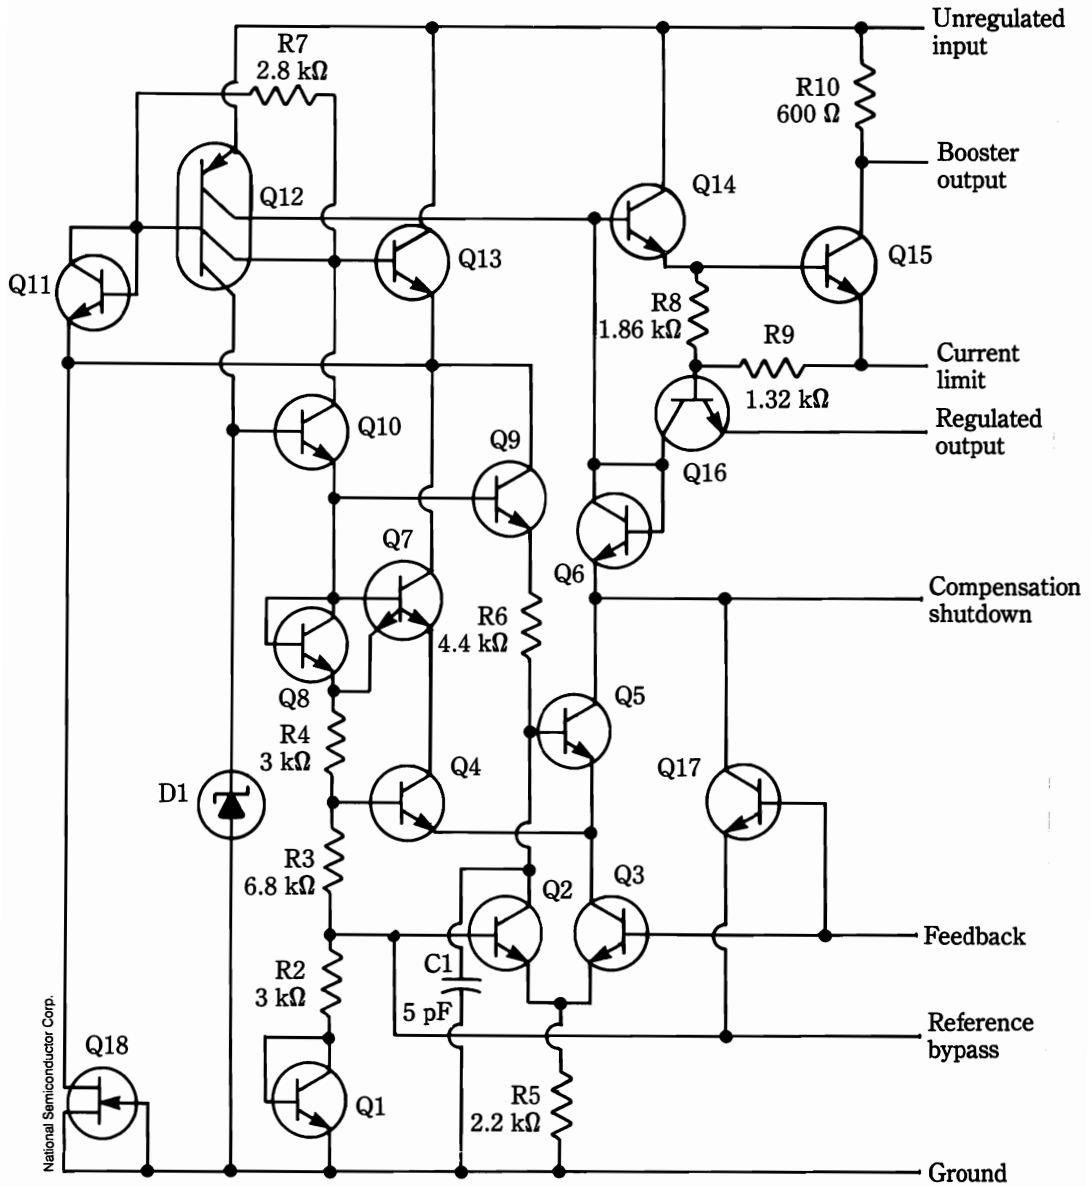 Unregulated
input
R7
2.8 kΩ
R10
600 Ω
Booster
output
Q12
Q14
Q11
Q13
Q15
R8
1.86 kΩ
R9
1.32 kΩ
Current
limit
Q10
Q9
Regulated
output
Q16
Q7
Q6
Compensation
shutdown
R6
4.4 kΩ
Q8
Q5
R4
3 kΩ
Q4
Q17
D1
R3
6.8 kΩ
Q2
Q3
Feedback
R2
3 kΩ
C1
5 pF
Reference
bypass
Q18
Q1
R5
2.2 kΩ
Ground
National Semiconductor Corp.